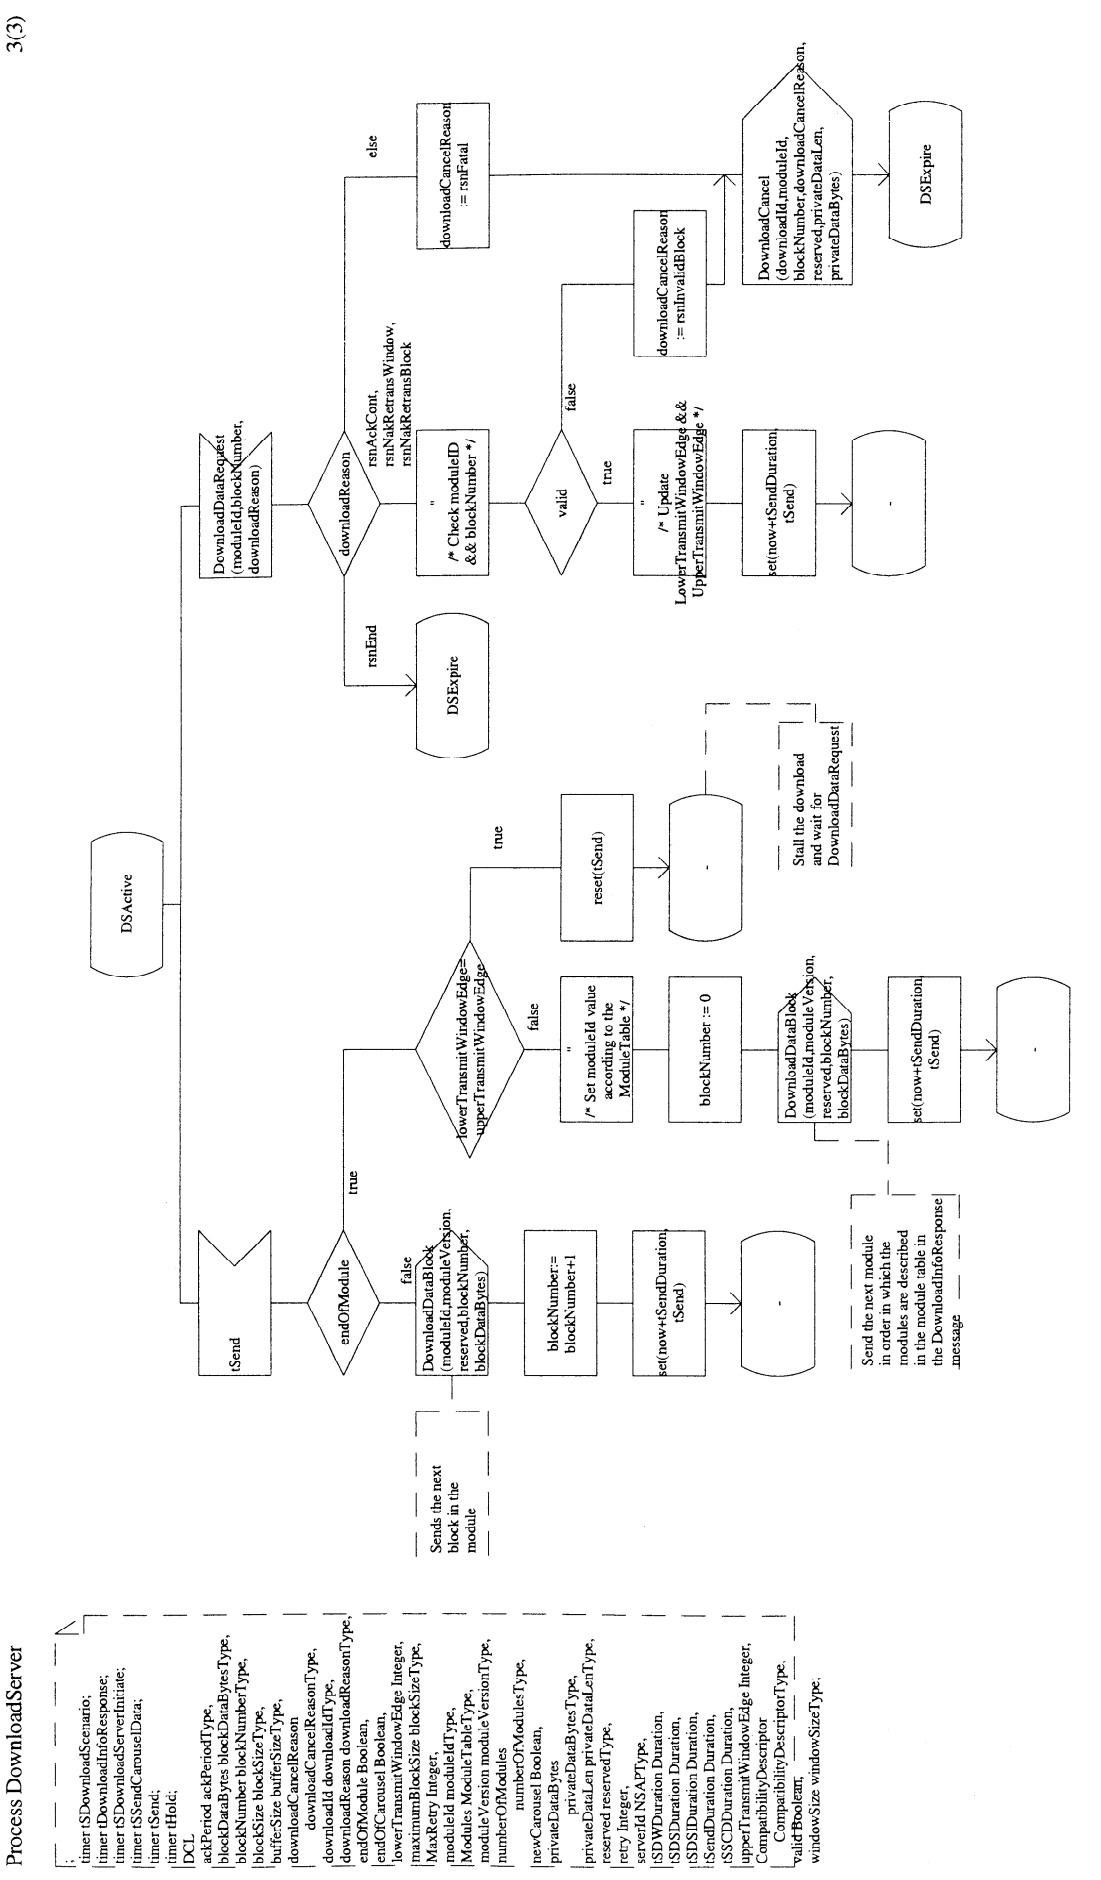 Process DownloadServer
3(3)
;
timer tSDownloadScenario;
timer tDownloadInfoResponse;
timer tSDownloadServerInitiate;
timer tSSendCarouselData;
timer tSend;
timer tHold;
DCL
ackPeriod ackPeriodType,
blockDataBytes blockDataBytesType,
blockNumber blockNumberType,
blockSize blockSizeType,
bufferSize bufferSizeType,
downloadCancelReason
downloadCancelReasonType,
downloadId downloadIdType,
downloadReason downloadReasonType,
endOfModule Boolean,
endOfCarousel Boolean,
lowerTransmitWindowEdge Integer,
maximumBlockSize blockSizeType,
MaxRetry Integer,
moduleId moduleIdType,
Modules ModuleTableType,
moduleVersion moduleVersionType,
numberOfModules
numberOfModulesType,
newCarousel Boolean,
privateDataBytes
privateDataBytesType,
privateDataLen privateDataLenType,
reserved reservedType,
retry Integer,
serverId NSAPType,
tSDWDuration Duration,
tSDSDuration Duration,
tSDSIDuration Duration,
tSendDuration Duration,
tSSCDDuration Duration,
upperTransmitWindowEdge Integer,
CompatibilityDescriptor
CompatibilityDescriptorType,
valid Boolean,
windowSize windowSizeType;
DSActive
tSend
endOfModule
false
true
DownloadDataBlock
(moduleId,moduleVersion,
reserved,blockNumber,
blockDataBytes)
Sends the next
block in the
module
blockNumber:=
blockNumber+1
set(now+tSendDuration,
tSend)
-
lowerTransmitWindowEdge=
upperTransmitWindowEdge
false
true
"
/* Set moduleId value
according to the
ModuleTable */
blockNumber := 0
DownloadDataBlock
(moduleId,moduleVersion,
reserved,blockNumber,
blockDataBytes)
Send the next module
in order in which the
modules are described
in the module table in
the DownloadInfoResponse
message
set(now+tSendDuration,
tSend)
-
reset(tSend)
-
Stall the download
and wait for
DownloadDataRequest
DownloadDataRequest
(moduleId,blockNumber,
downloadReason)
downloadReason
rsnEnd
DSExpire
rsnAckCont,
rsnNakRetransWindow,
rsnNakRetransBlock
else
"
/* Check moduleID
&& blockNumber */
valid
true
false
"
/* Update
LowerTransmitWindowEdge &&
UpperTransmitWindowEdge */
set(now+tSendDuration,
tSend)
-
downloadCancelReason
:= rsnInvalidBlock
downloadCancelReason
:= rsnFatal
DownloadCancel
(downloadId,moduleId,
blockNumber,downloadCancelReason,
reserved,privateDataLen,
privateDataBytes)
DSExpire